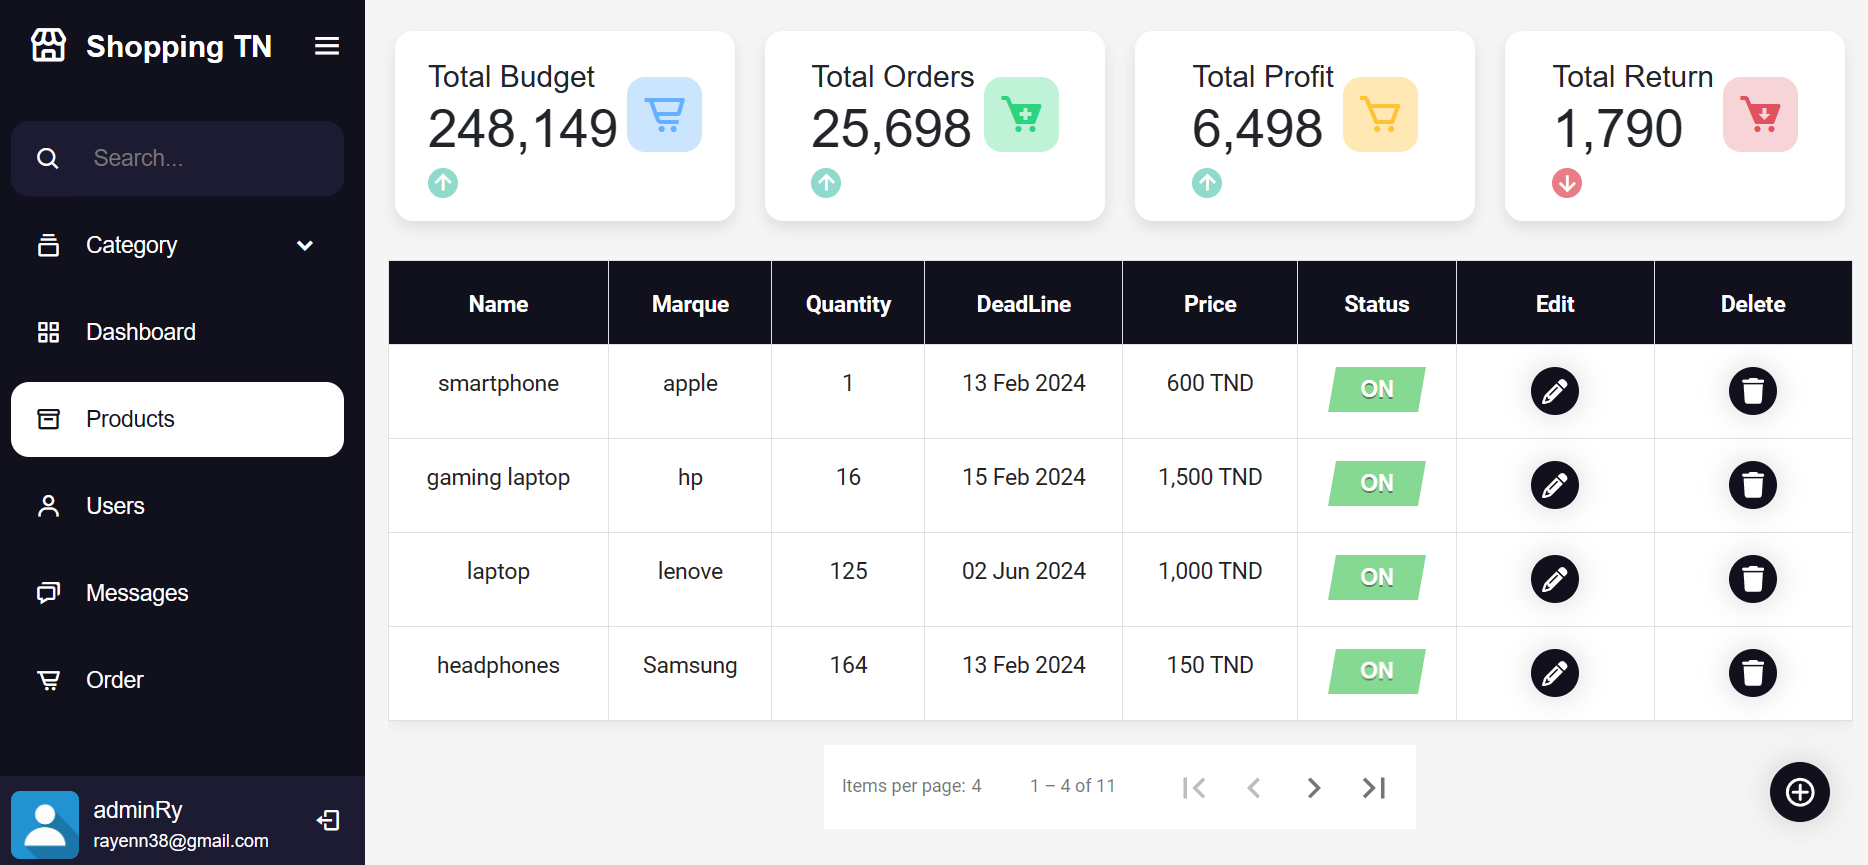 Shopping TN
Search...
Category
Dashboard
Products
Users
Messages
Order
adminRy
rayenn38@gmail.com
Total Budget
248,149
Total Orders
25,698
Total Profit
6,498
Total Return
1,790
Name Marque Quantity DeadLine Price Status Edit Delete
smartphone apple 1 13 Feb 2024 600 TND ON
gaming laptop hp 16 15 Feb 2024 1,500 TND ON
laptop lenove 125 02 Jun 2024 1,000 TND ON
headphones Samsung 164 13 Feb 2024 150 TND ON
Items per page: 4 1 – 4 of 11